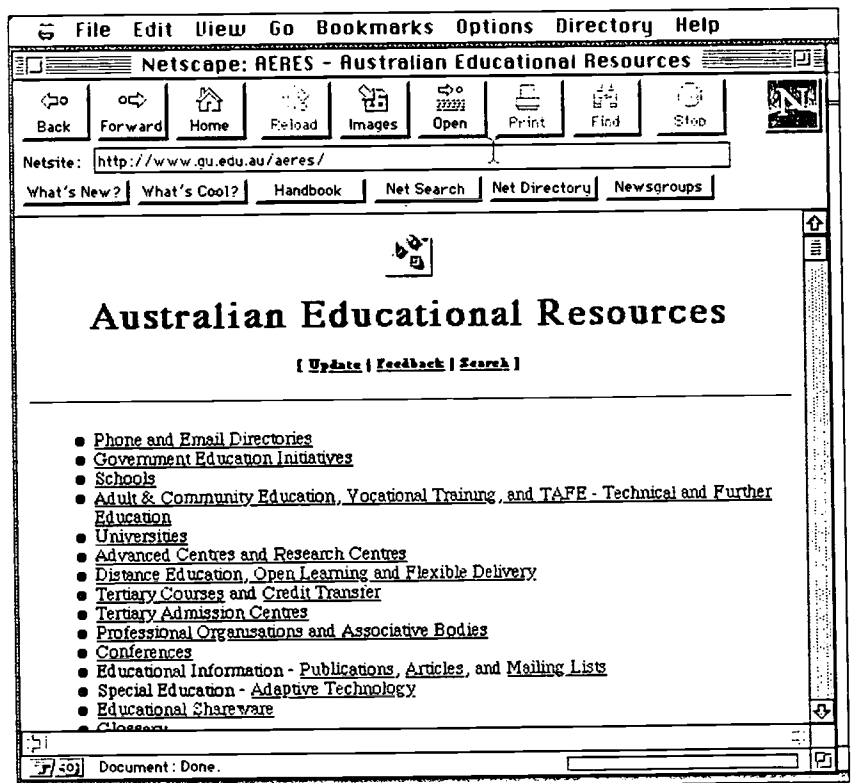 File Edit View Go Bookmarks Options Directory Help
Netscape: AERES - Australian Educational Resources
Back Forward Home Reload Images Open Print Find Stop
N
Netsite: http://www.gu.edu.au/aeres/
What's New? What's Cool? Handbook Net Search Net Directory Newsgroups
Australian Educational Resources
[ Update | Feedback | Search ]
Phone and Email Directories
Government Education Initiatives
Schools
Adult & Community Education, Vocational Training, and TAFE - Technical and Further
Education
Universities
Advanced Centres and Research Centres
Distance Education, Open Learning and Flexible Delivery
Tertiary Courses and Credit Transfer
Tertiary Admission Centres
Professional Organisations and Associative Bodies
Conferences
Educational Information - Publications, Articles, and Mailing Lists
Special Education - Adaptive Technology
Educational Shareware
Glossary
Document: Done.